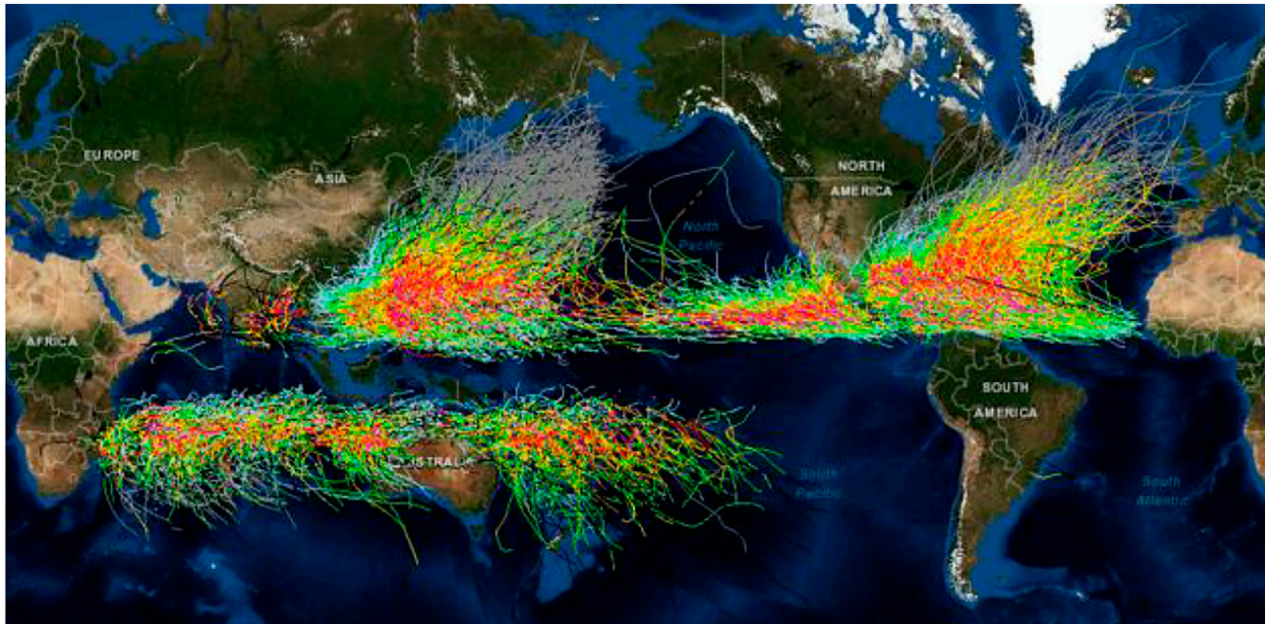 EUROPE
ASIA
NORTH
AMERICA
North
Pacific
AFRICA
SOUTH
AMERICA
AUSTRALIA
South
Pacific
South
Atlantic